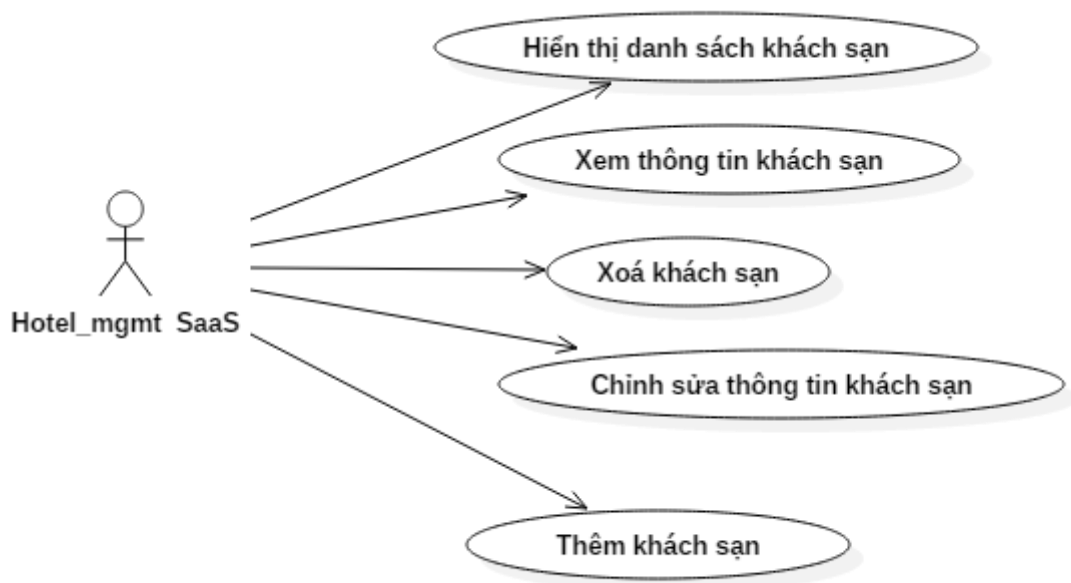 Hiển thị danh sách khách sạn
Xem thông tin khách sạn
Xoá khách sạn
Hotel_mgmt SaaS
Chỉnh sửa thông tin khách sạn
Thêm khách sạn